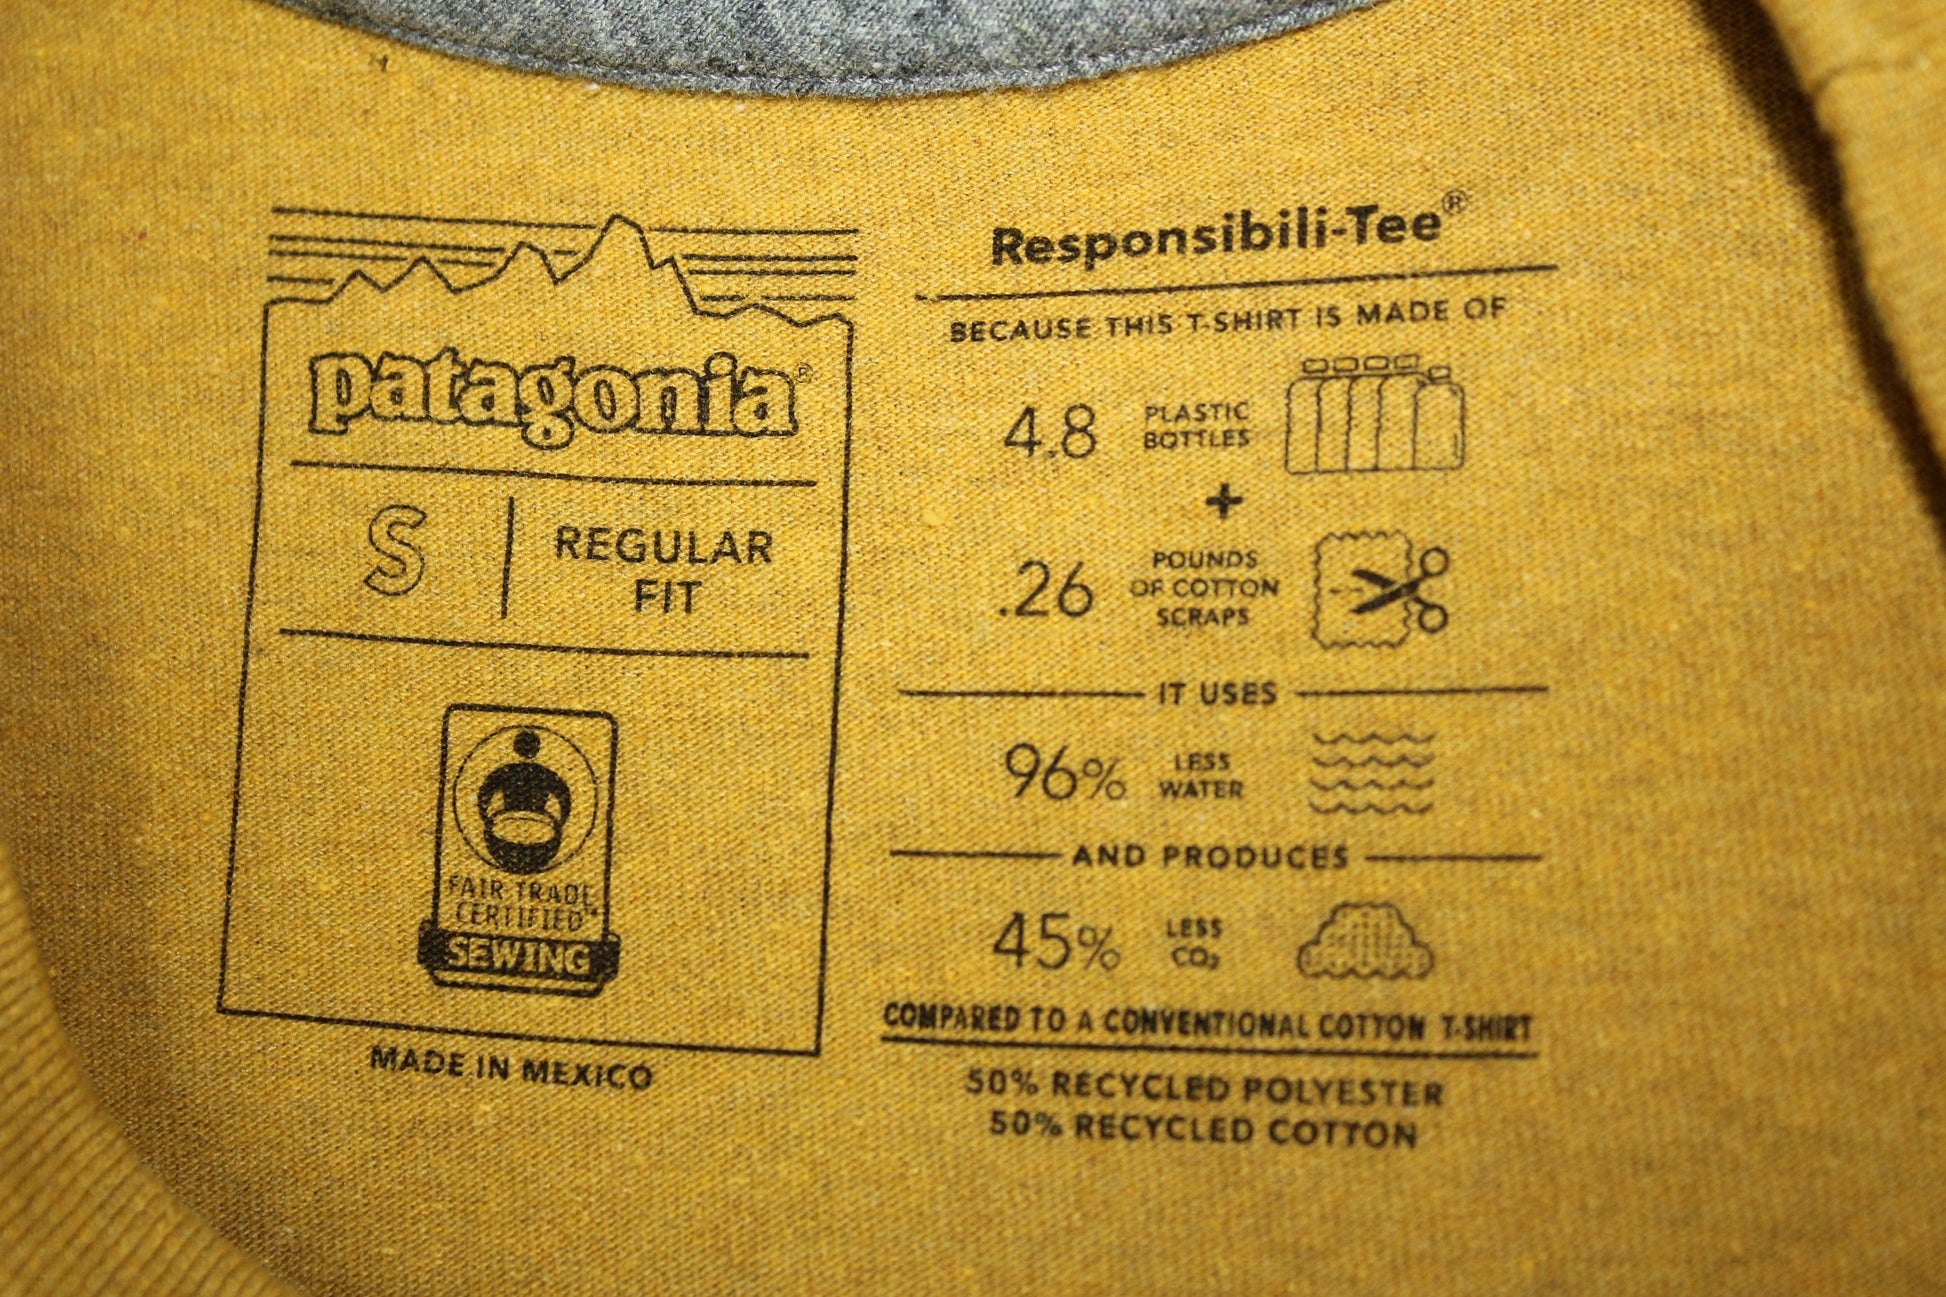 patagonia®
S
REGULAR
FIT
FAIR TRADE
CERTIFIED™
SEWING
MADE IN MEXICO
Responsibili-Tee®
BECAUSE THIS T-SHIRT IS MADE OF
4.8 PLASTIC
BOTTLES
+
.26 POUNDS
OF COTTON
SCRAPS
IT USES
96% LESS
WATER
AND PRODUCES
45% LESS
CO₂
COMPARED TO A CONVENTIONAL COTTON T-SHIRT
50% RECYCLED POLYESTER
50% RECYCLED COTTON